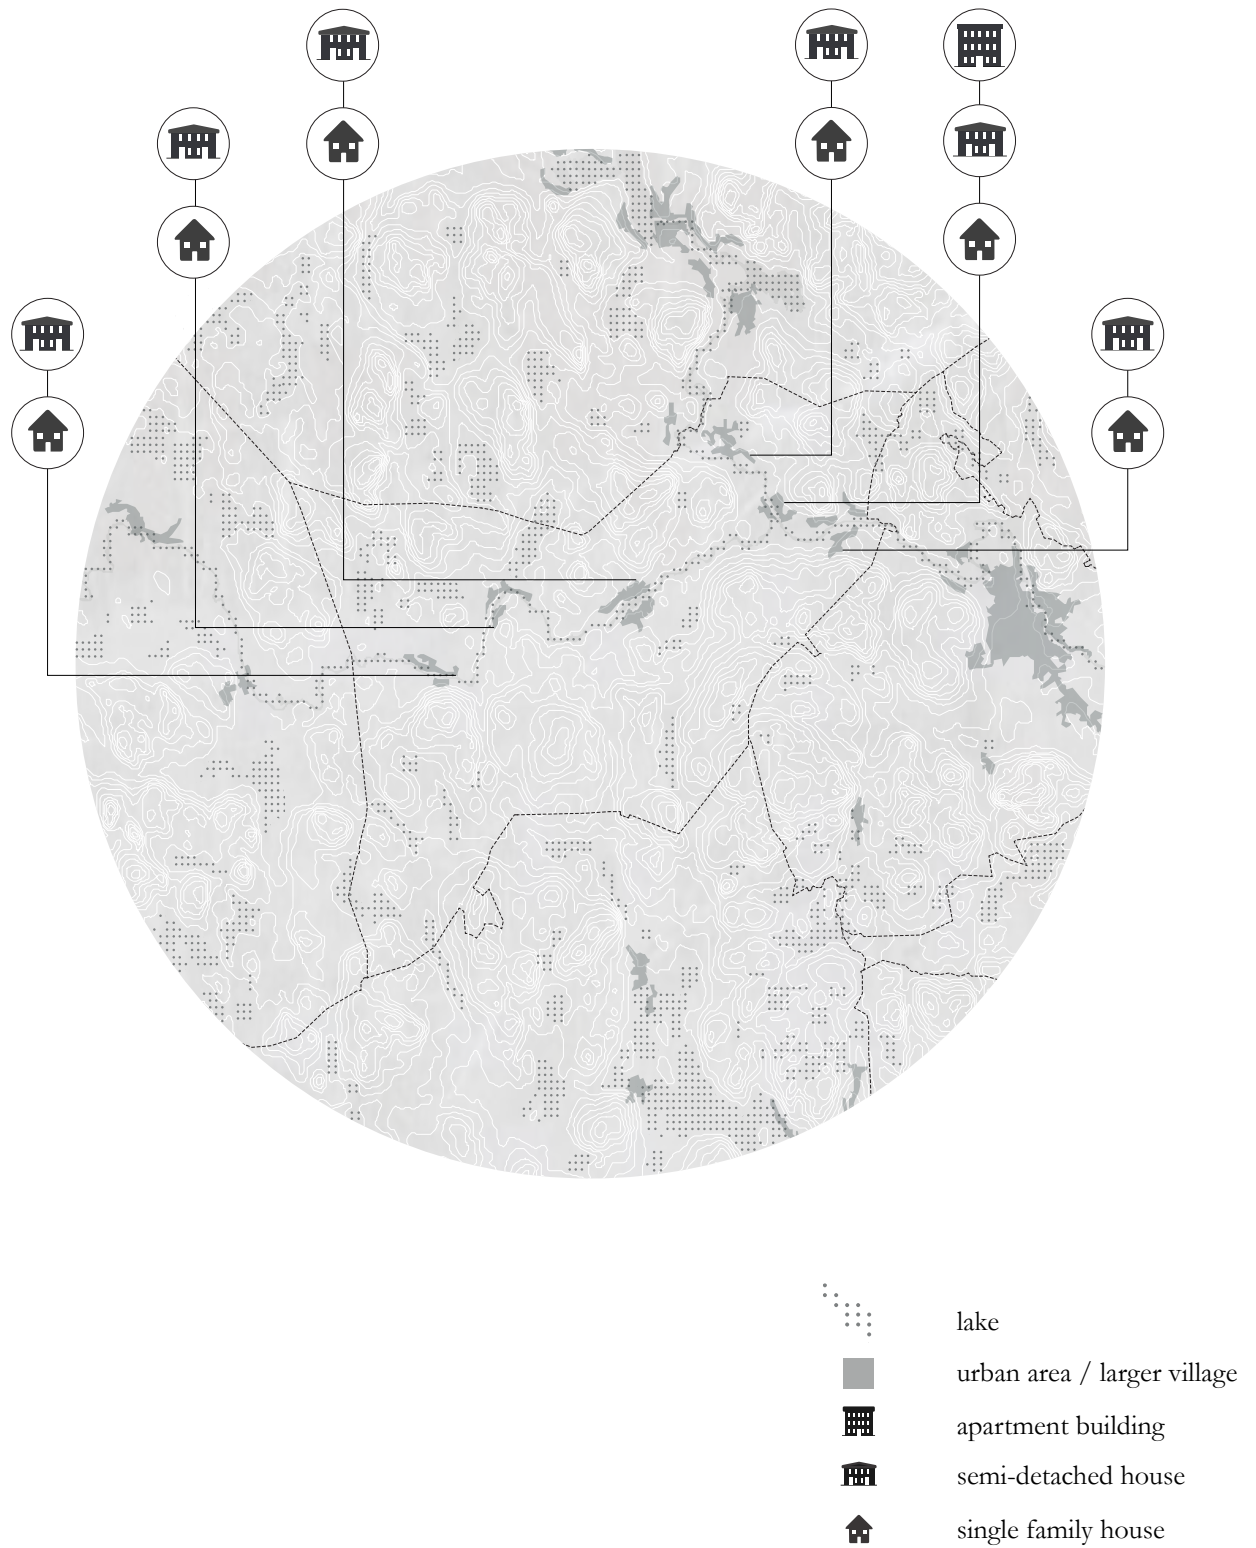 lake
urban area / larger village
apartment building
semi-detached house
single family house